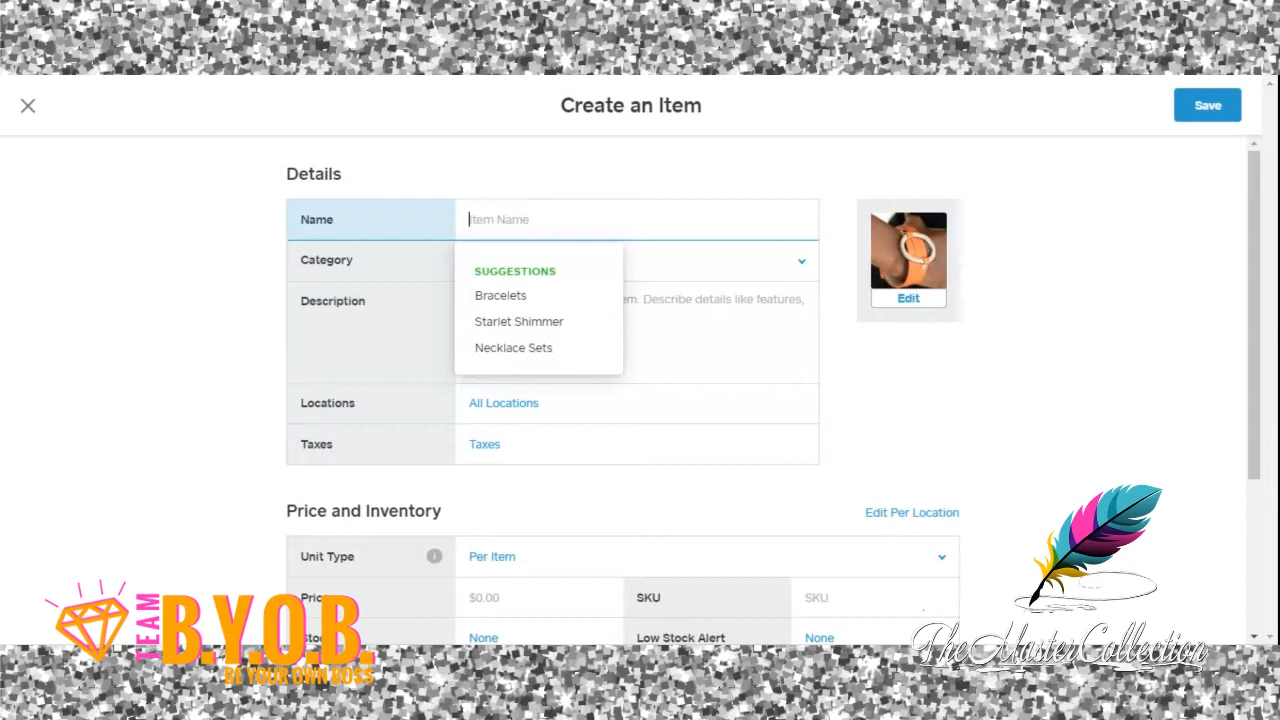 Create an Item
Save
Details
Name
Item Name
Category
SUGGESTIONS
Bracelets
Starlet Shimmer
Necklace Sets
Description
em. Describe details like features,
Edit
Locations
All Locations
Taxes
Taxes
Price and Inventory
Edit Per Location
Unit Type
Per Item
Pric
$0.00
SKU
SKU
Stoc
None
Low Stock Alert
None
TEAM
B.Y.O.B.
BE YOUR OWN BOSS
The Master Collection